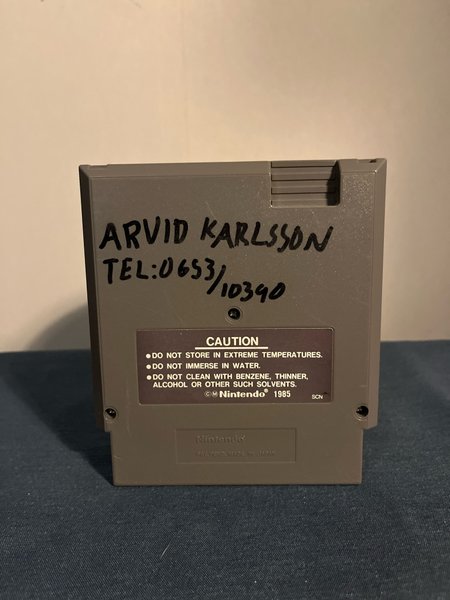 ARVID KARLSSON
TEL:0653/10390
CAUTION
●DO NOT STORE IN EXTREME TEMPERATURES.
●DO NOT IMMERSE IN WATER.
●DO NOT CLEAN WITH BENZENE, THINNER,
ALCOHOL OR OTHER SUCH SOLVENTS.
©Ⓜ Nintendo® 1985
SCN
Nintendo®